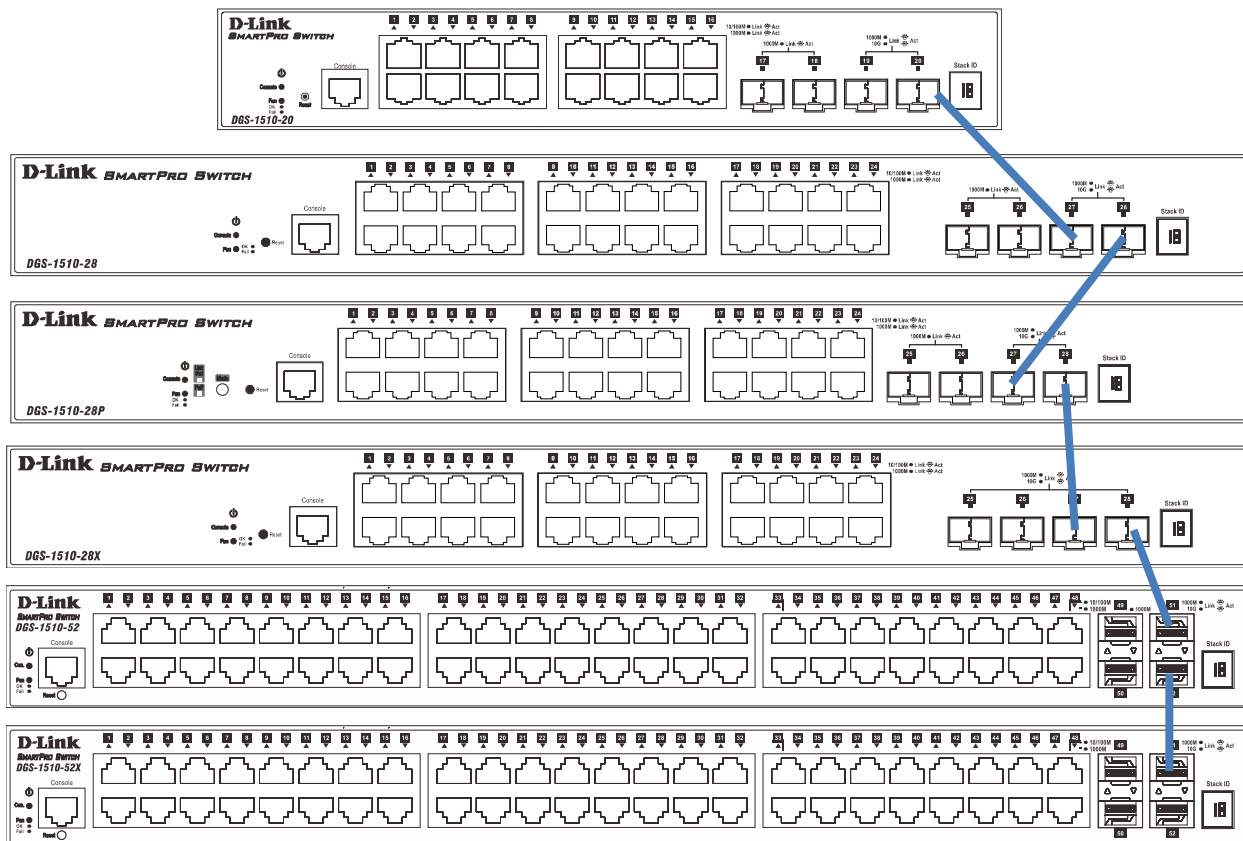 D-Link
SMARTPRO SWITCH
Console
Console
Fan
OK
Fail
Reset
DGS-1510-20
1 2 3 4 5 6 7 8
9 10 11 12 13 14 15 16
10/100M Link Act
1000M Link Act
1000M Link Act
1000M
10G Link Act
17 18 19 20
Stack ID
D-Link SMARTPRO SWITCH
Console
Console
Fan OK
Fail
Reset
DGS-1510-28
1 2 3 4 5 6 7 8
9 10 11 12 13 14 15 16
17 18 19 20 21 22 23 24
10/100M Link Act
1000M Link Act
1000M Link Act
1000M
10G Link Act
25 26 27 28
Stack ID
D-Link SMARTPRO SWITCH
Console
Console
Fan
OK
Fail
Mode
Reset
DGS-1510-28P
1 2 3 4 5 6 7 8
9 10 11 12 13 14 15 16
17 18 19 20 21 22 23 24
10/100M Link Act
1000M Link Act
1000M Link Act
1000M
10G Link Act
25 26 27 28
Stack ID
D-Link SMARTPRO SWITCH
Console
Console
Fan OK
Fail
Reset
DGS-1510-28X
1 2 3 4 5 6 7 8
9 10 11 12 13 14 15 16
17 18 19 20 21 22 23 24
10/100M Link Act
1000M Link Act
1000M
10G Link Act
25 26 28
Stack ID
D-Link
SMARTPRO SWITCH
DGS-1510-52
Console
Con.
Fan
OK
Fail
Reset
1 2 3 4 5 6 7 8 9 10 11 12 13 14 15 16
17 18 19 20 21 22 23 24 25 26 27 28 29 30 31 32
33 34 35 36 37 38 39 40 41 42 43 44 45 46 47 48
10/100M
1000M
1000M
49 51
1000M
10G Link Act
50
Stack ID
D-Link
SMARTPRO SWITCH
DGS-1510-52X
Console
Con.
Fan
OK
Fail
Reset
1 2 3 4 5 6 7 8 9 10 11 12 13 14 15 16
17 18 19 20 21 22 23 24 25 26 27 28 29 30 31 32
33 34 35 36 37 38 39 40 41 42 43 44 45 46 47 48
10/100M
1000M
49
1000M
10G Link Act
50 52
Stack ID